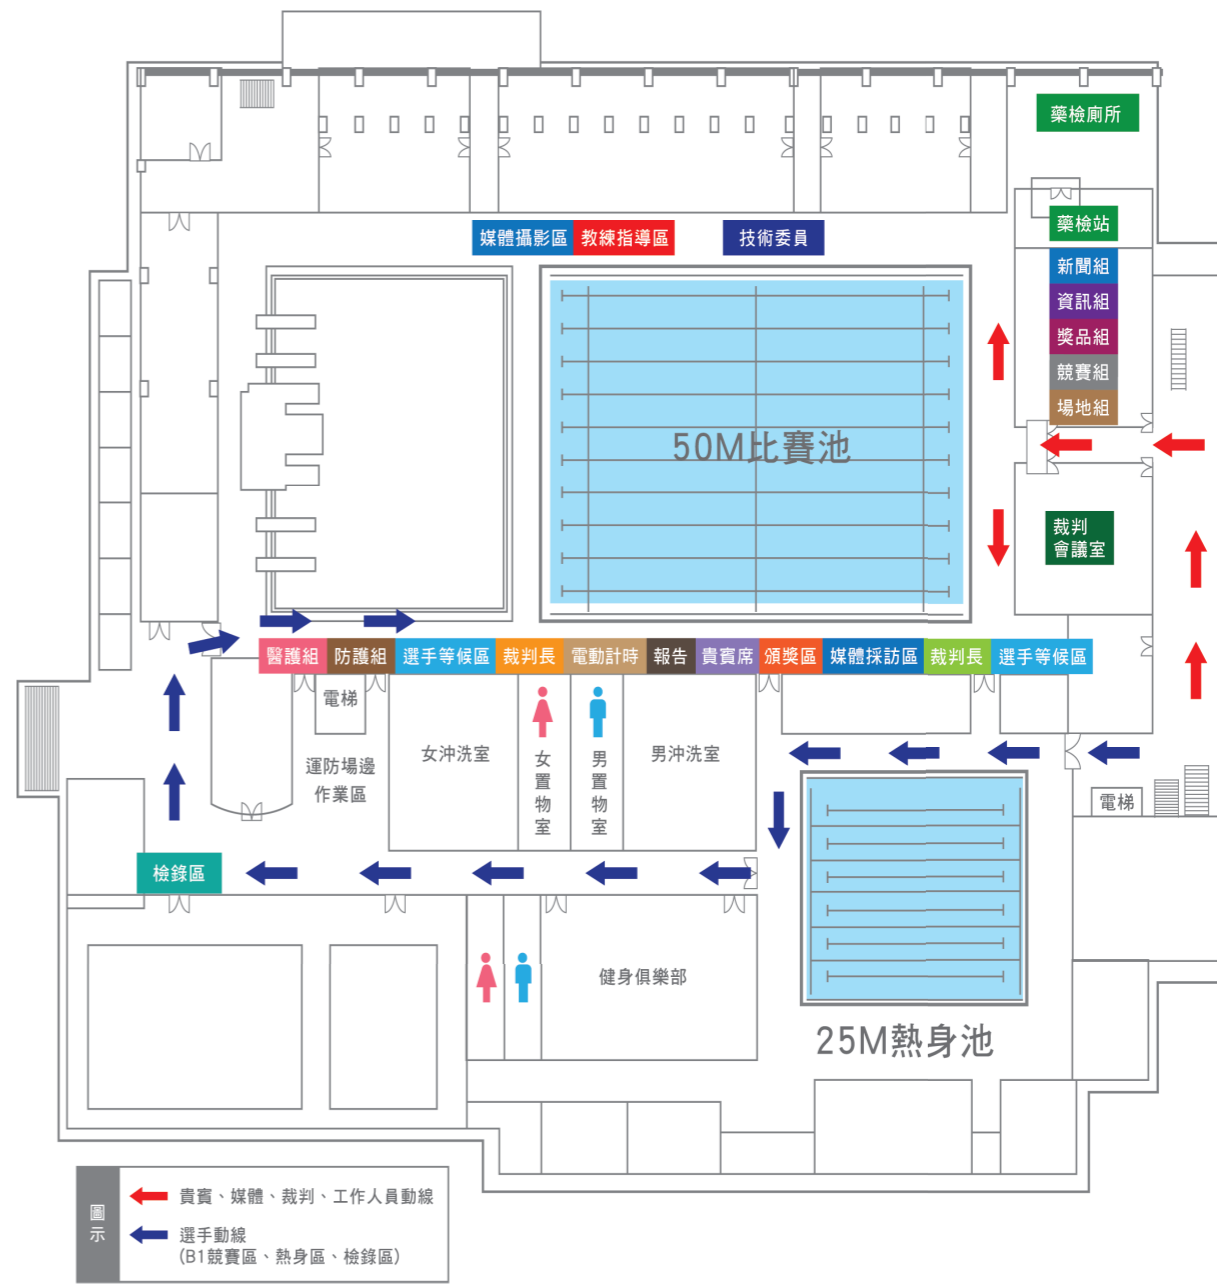 藥檢廁所
藥檢站
媒體攝影區
教練指導區
技術委員
新聞組
資訊組
獎品組
競賽組
場地組
50M比賽池
裁判
會議室
醫護組
防護組
選手等候區
裁判長
電動計時
報告
貴賓席
頒獎區
媒體採訪區
裁判長
選手等候區
電梯
運防場邊
作業區
女沖洗室
女置物室
男置物室
男沖洗室
電梯
檢錄區
健身俱樂部
25M熱身池
圖示
貴賓、媒體、裁判、工作人員動線
選手動線
(B1競賽區、熱身區、檢錄區)